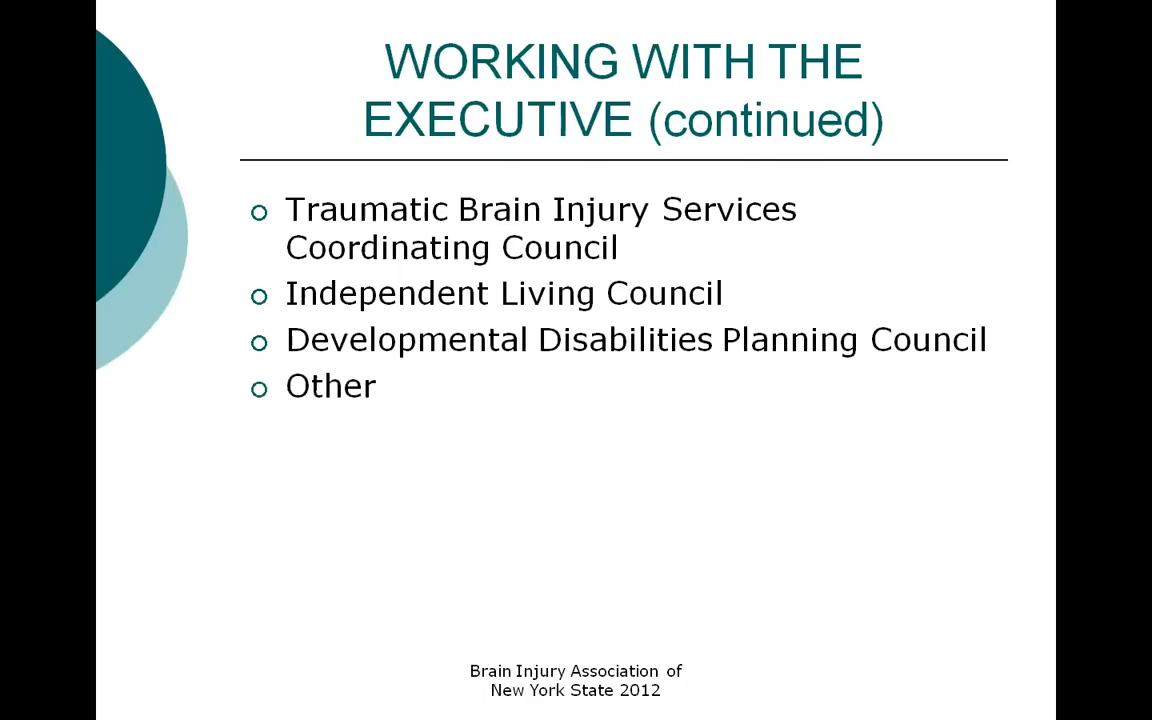 WORKING WITH THE
EXECUTIVE (continued)
Traumatic Brain Injury Services
Coordinating Council
Independent Living Council
Developmental Disabilities Planning Council
Other
Brain Injury Association of
New York State 2012